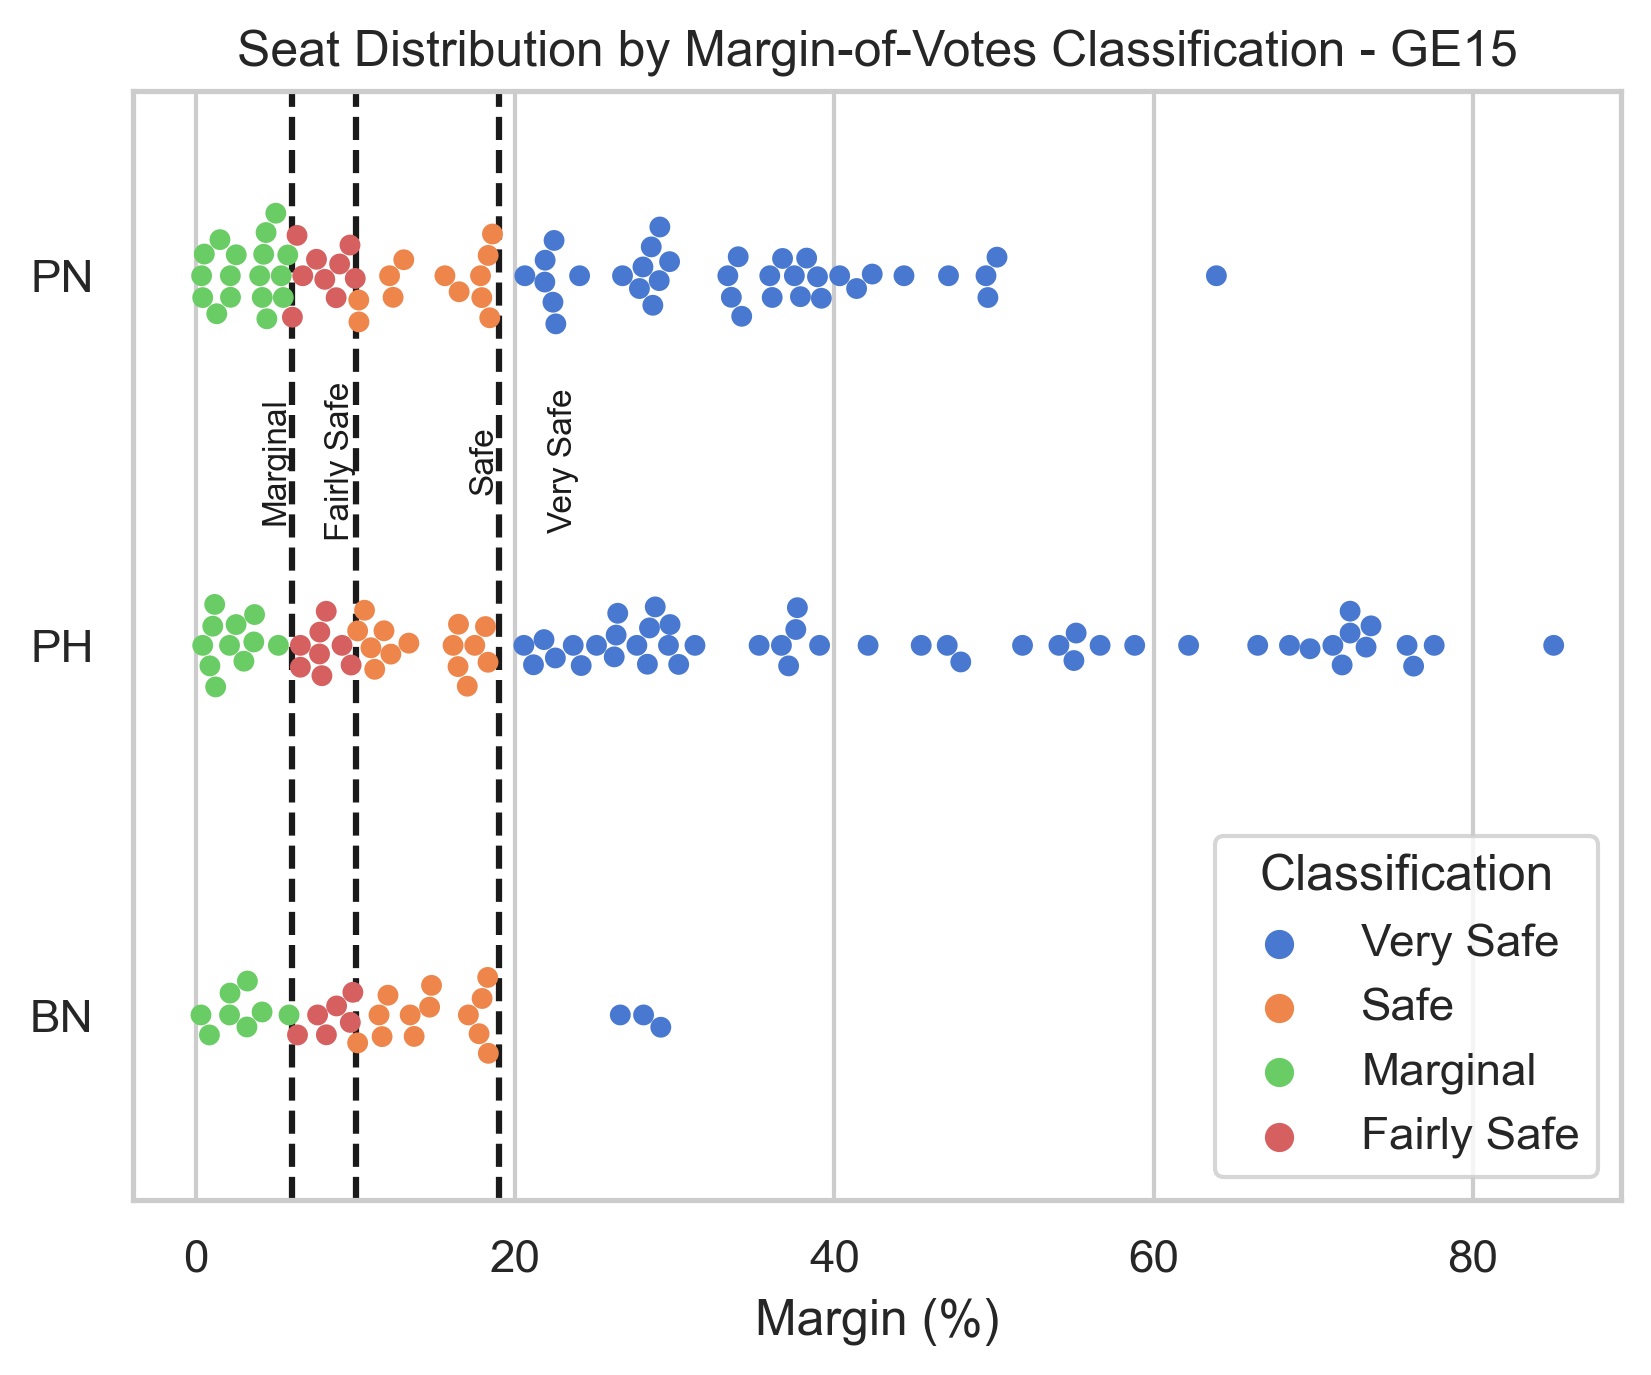 Seat Distribution by Margin-of-Votes Classification - GE15
PN
Marginal
Fairly Safe
Safe
Very Safe
PH
BN
Classification
Very Safe
Safe
Marginal
Fairly Safe
0 20 40 60 80
Margin (%)